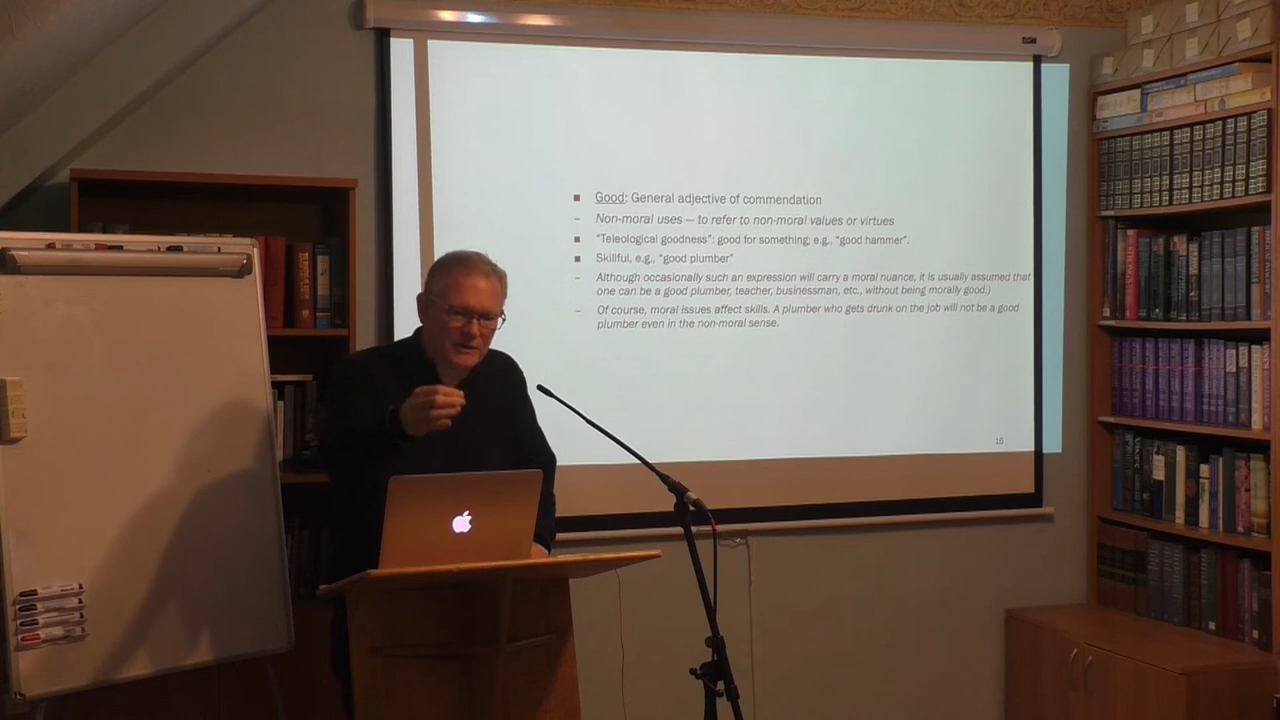 Good: General adjective of commendation
Non-moral uses — to refer to non-moral values or virtues
"Teleological goodness": good for something; e.g., "good hammer".
Skillful, e.g., "good plumber"
Although occasionally such an expression will carry a moral nuance, it is usually assumed that
one can be a good plumber, teacher, businessman, etc., without being morally good.)
Of course, moral issues affect skills. A plumber who gets drunk on the job will not be a good
plumber even in the non-moral sense.
16